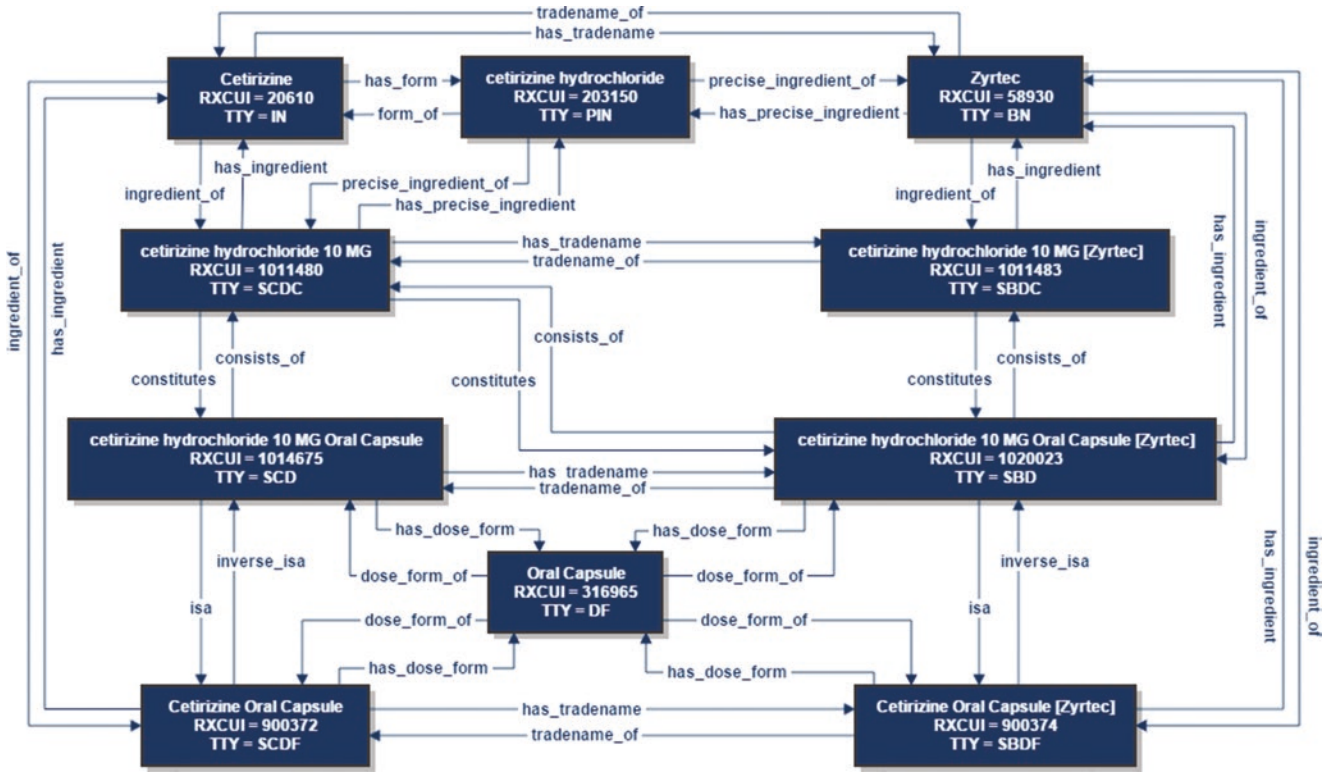 tradename_of
has_tradename
Cetirizine
RXCUI = 20610
TTY = IN
has_form
form_of
cetirizine hydrochloride
RXCUI = 203150
TTY = PIN
precise_ingredient_of
has_precise_ingredient
Zyrtec
RXCUI = 58930
TTY = BN
ingredient_of
has_ingredient
precise_ingredient_of
has_precise_ingredient
ingredient_of
has_ingredient
cetirizine hydrochloride 10 MG
RXCUI = 1011480
TTY = SCDC
has_tradename
tradename_of
cetirizine hydrochloride 10 MG [Zyrtec]
RXCUI = 1011483
TTY = SBDC
ingredient_of
has_ingredient
has_ingredient
ingredient_of
constitutes
consists_of
constitutes
consists_of
constitutes
consists_of
cetirizine hydrochloride 10 MG Oral Capsule
RXCUI = 1014675
TTY = SCD
has_tradename
tradename_of
cetirizine hydrochloride 10 MG Oral Capsule [Zyrtec]
RXCUI = 1020023
TTY = SBD
has_dose_form
has_dose_form
dose_form_of
dose_form_of
Oral Capsule
RXCUI = 316965
TTY = DF
isa
inverse_isa
isa
inverse_isa
has_ingredient
ingredient_of
dose_form_of
dose_form_of
has_dose_form
has_dose_form
Cetirizine Oral Capsule
RXCUI = 900372
TTY = SCDF
has_tradename
tradename_of
Cetirizine Oral Capsule [Zyrtec]
RXCUI = 900374
TTY = SBDF